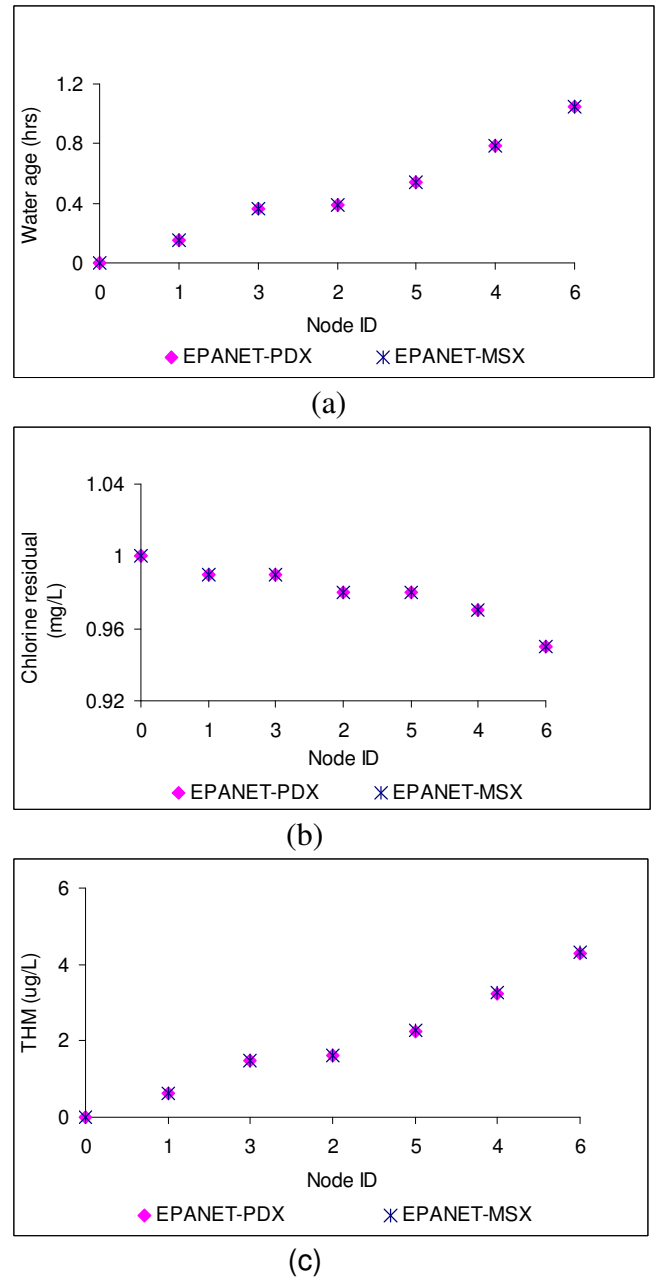 1.2
0.8
0.4
0
Water age (hrs)
0 1 3 2 5 4 6
Node ID
EPANET-PDX EPANET-MSX
(a)
1.04
1
0.96
0.92
Chlorine residual
(mg/L)
0 1 3 2 5 4 6
Node ID
EPANET-PDX EPANET-MSX
(b)
6
4
2
0
THM (ug/L)
0 1 3 2 5 4 6
Node ID
EPANET-PDX EPANET-MSX
(c)